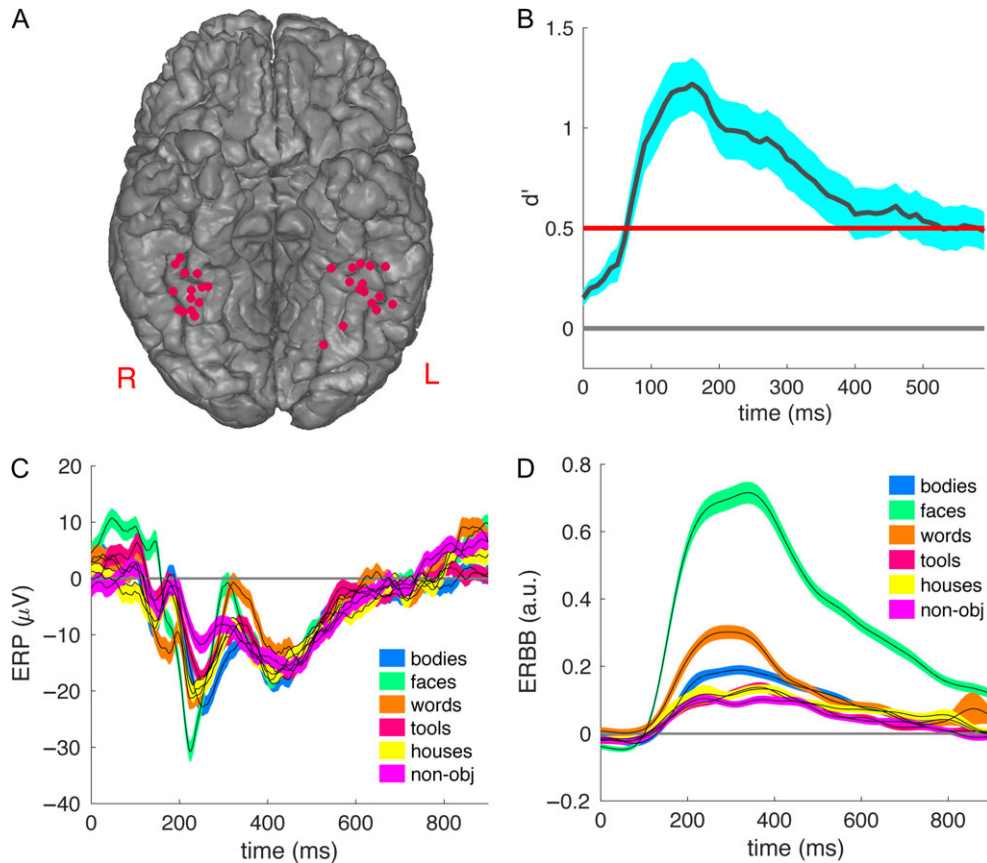 A
R
L
B
1.5
1
0.5
0
d'
0 100 200 300 400 500
time (ms)
C
20
10
0
−10
−20
−30
−40
ERP (μV)
bodies
faces
words
tools
houses
non-obj
0 200 400 600 800
time (ms)
D
0.8
0.6
0.4
0.2
0
−0.2
ERBB (a.u.)
bodies
faces
words
tools
houses
non-obj
0 200 400 600 800
time (ms)